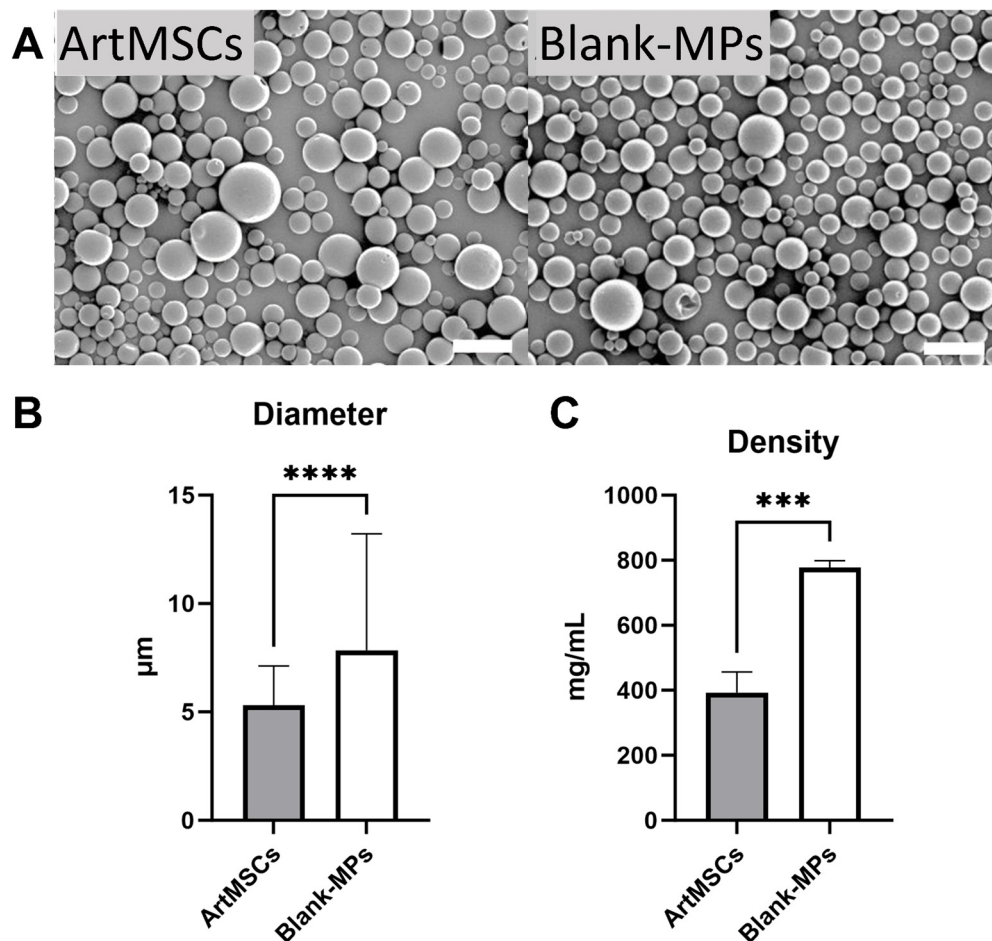 A
ArtMSCs
Blank-MPs
B
Diameter
****
15
10
5
0
µm
ArtMSCs
Blank-MPs
C
Density
***
1000
800
600
400
200
0
mg/mL
ArtMSCs
Blank-MPs